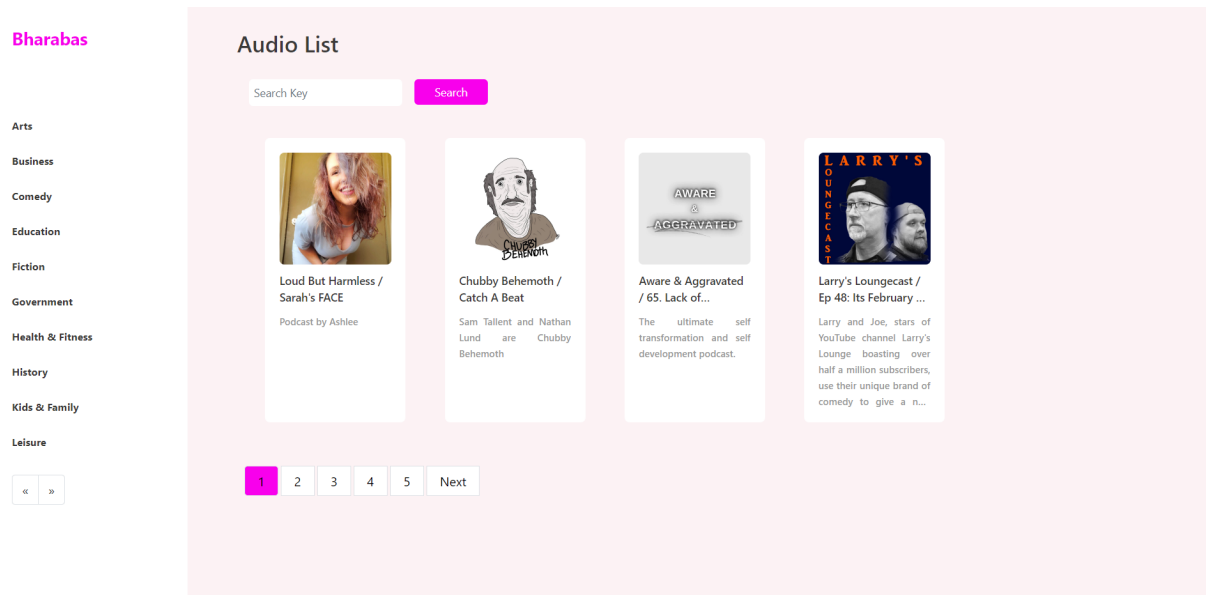 Bharabas
Arts
Business
Comedy
Education
Fiction
Government
Health & Fitness
History
Kids & Family
Leisure
«
»
Audio List
Search Key
Search
Loud But Harmless /
Sarah's FACE
Podcast by Ashlee
CHUBBY
BEHEMOTH
Chubby Behemoth /
Catch A Beat
Sam Tallent and Nathan
Lund are Chubby
Behemoth
AWARE
&
AGGRAVATED
Aware & Aggravated
/ 65. Lack of...
The ultimate self
transformation and self
development podcast.
LARRY'S
LOUNGECAST
Larry's Loungecast /
Ep 48: Its February ...
Larry and Joe, stars of
YouTube channel Larry's
Lounge boasting over
half a million subscribers,
use their unique brand of
comedy to give a n...
1
2
3
4
5
Next